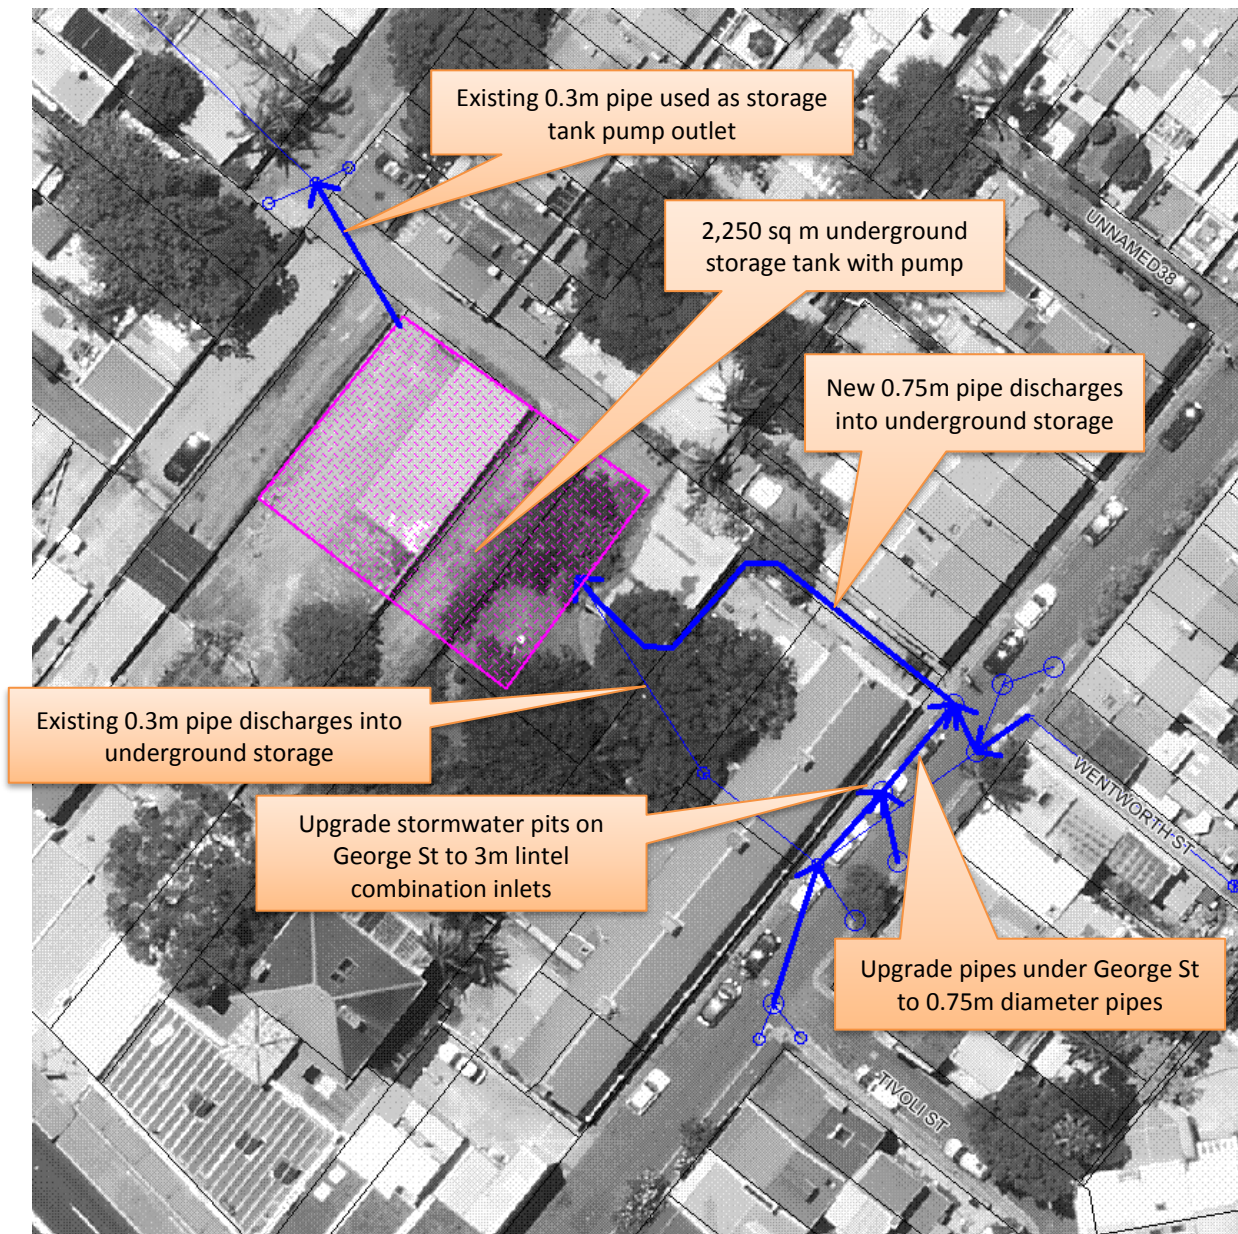 Existing 0.3m pipe used as storage
tank pump outlet
2,250 sq m underground
storage tank with pump
UNNAMED38
New 0.75m pipe discharges
into underground storage
Existing 0.3m pipe discharges into
underground storage
WENTWORTH ST
Upgrade stormwater pits on
George St to 3m lintel
combination inlets
Upgrade pipes under George St
to 0.75m diameter pipes
TIVOLI ST